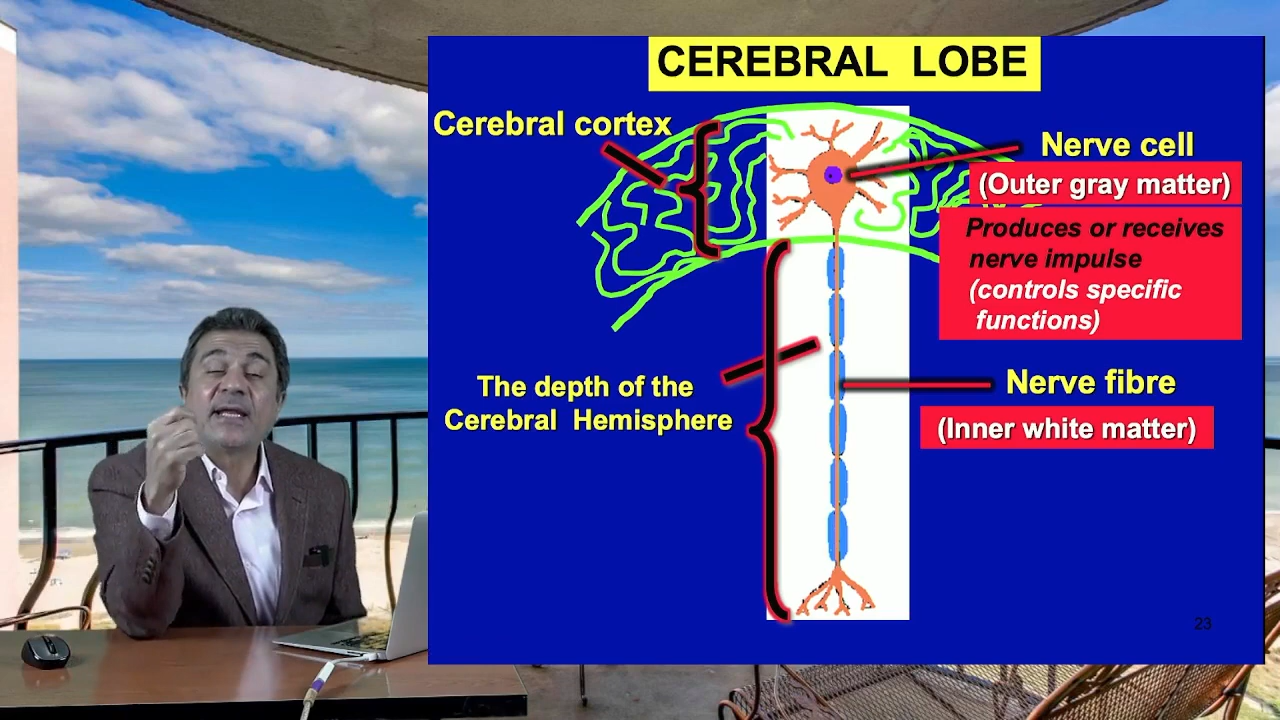 CEREBRAL LOBE
Cerebral cortex
Nerve cell
(Outer gray matter)
Produces or receives
nerve impulse
(controls specific
functions)
The depth of the
Cerebral Hemisphere
Nerve fibre
(Inner white matter)
23